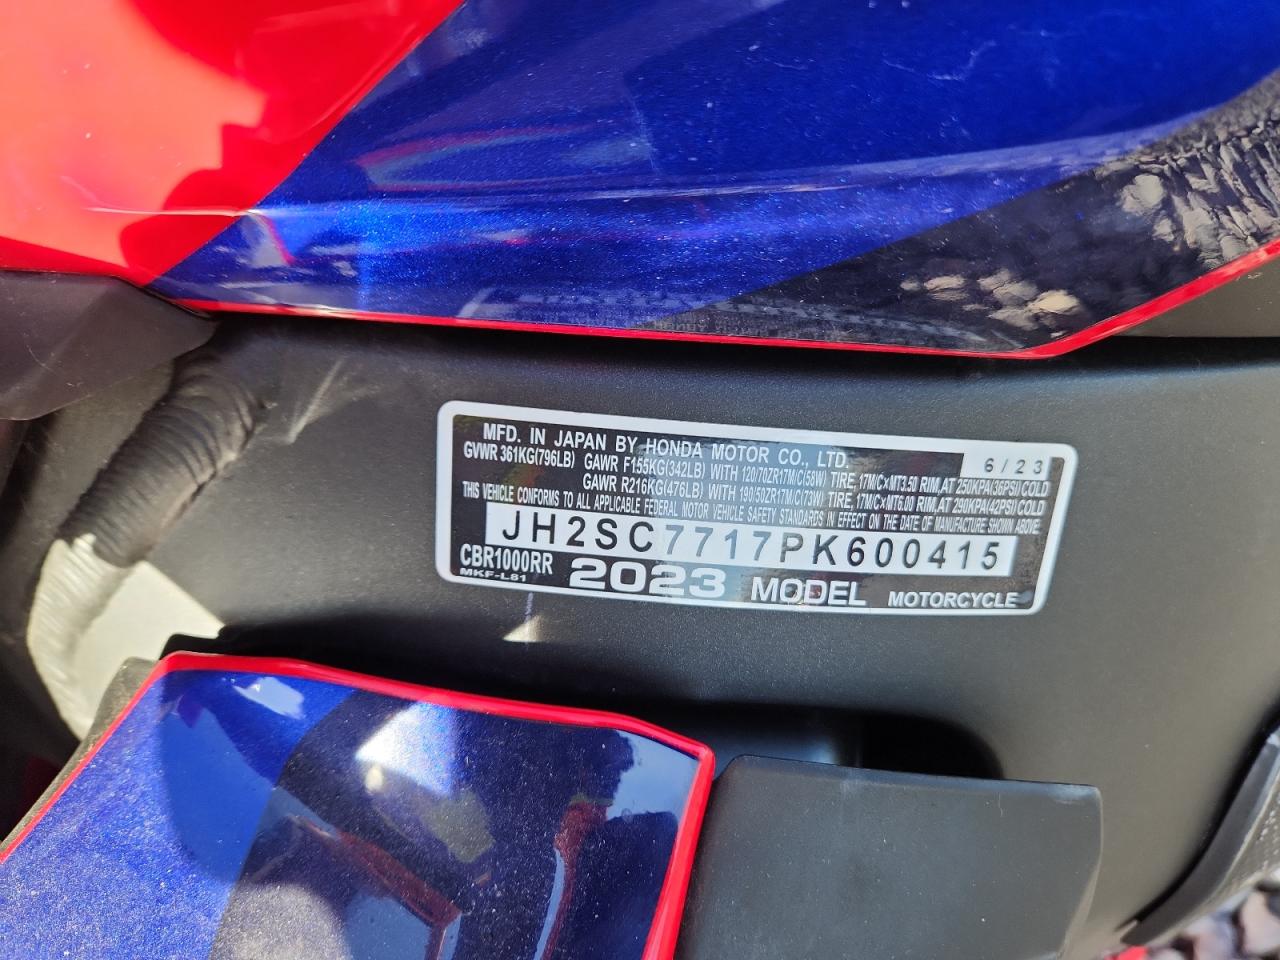 MFD. IN JAPAN BY HONDA MOTOR CO., LTD. 6/23
GVWR 361KG(796LB) GAWR F155KG(342LB) WITH 120/70ZR17M/C(58W) TIRE, 17M/CxMT3.50 RIM, AT 250KPA(36PSI) COLD
GAWR R216KG(476LB) WITH 190/50ZR17M/C(73W) TIRE, 17M/CxMT6.00 RIM, AT 290KPA(42PSI) COLD
THIS VEHICLE CONFORMS TO ALL APPLICABLE FEDERAL MOTOR VEHICLE SAFETY STANDARDS IN EFFECT ON THE DATE OF MANUFACTURE SHOWN ABOVE.
JH2SC7717PK600415
CBR1000RR
MKF-L81
2023 MODEL MOTORCYCLE